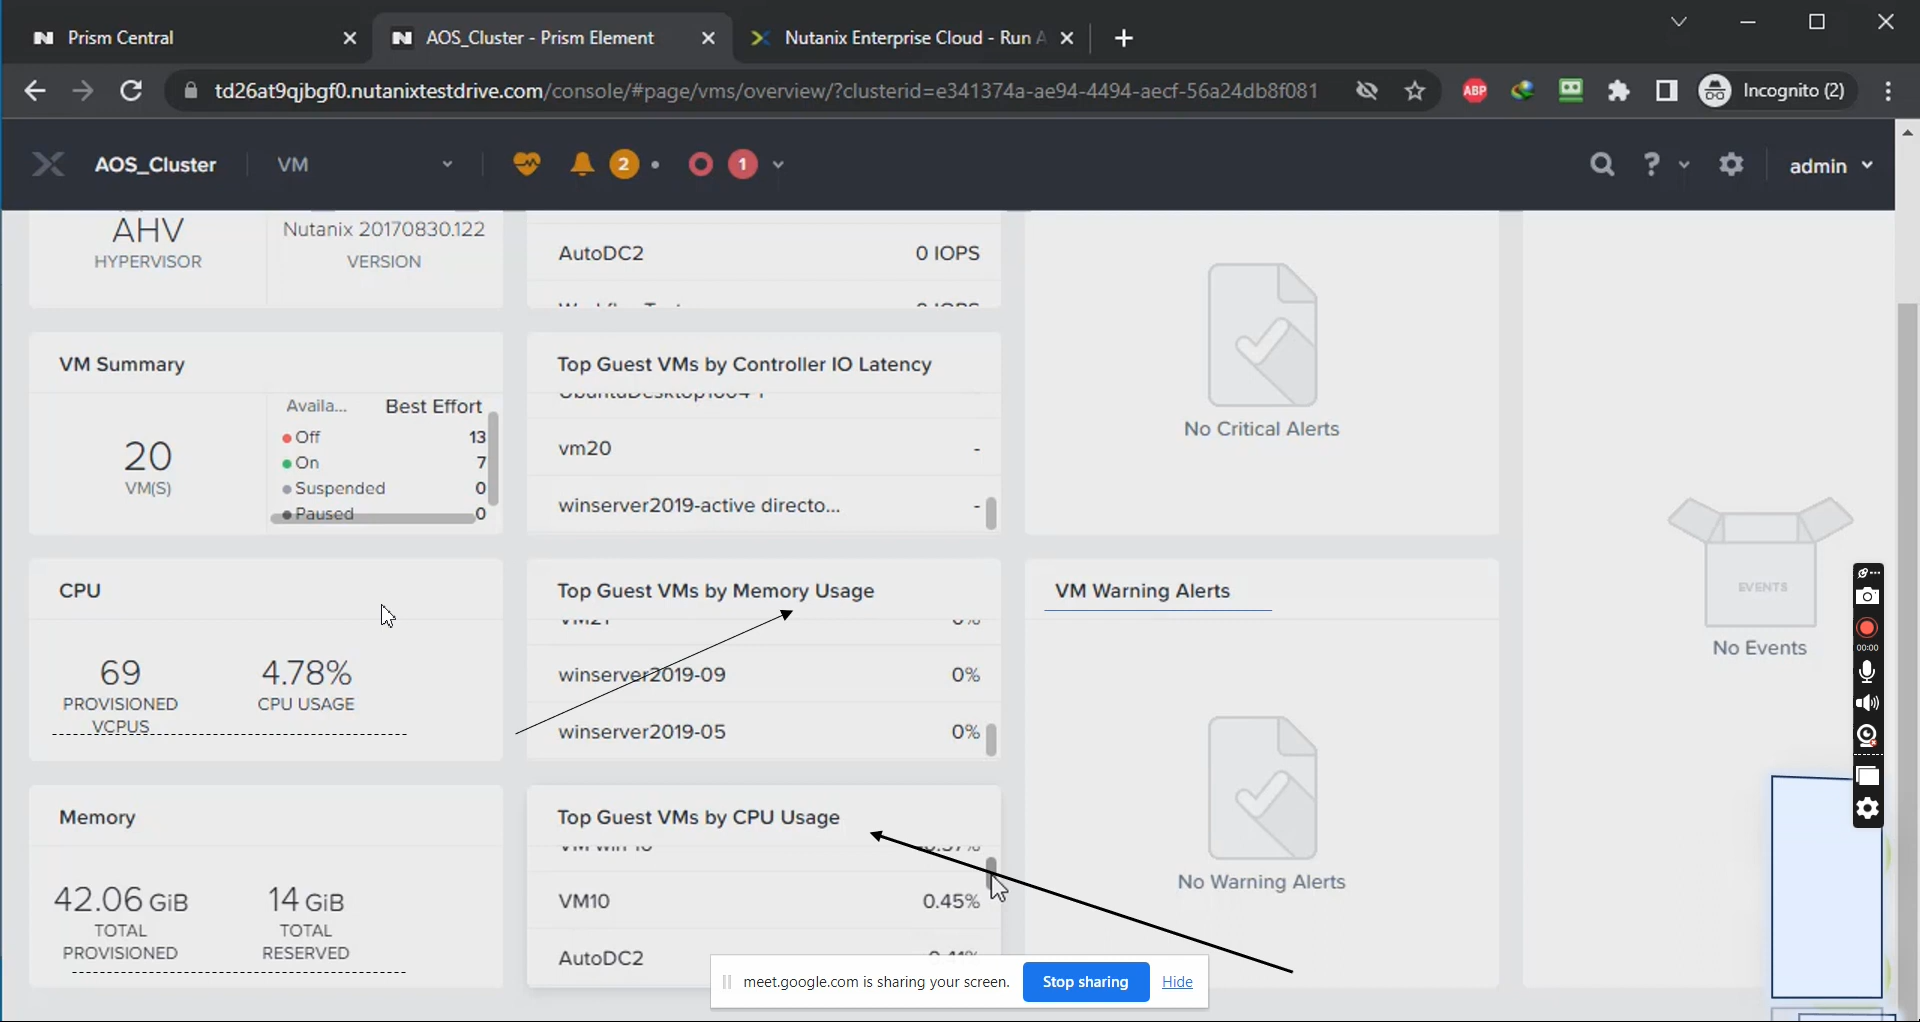 Prism Central
AOS_Cluster - Prism Element
Nutanix Enterprise Cloud - Run A
td26at9qjbgf0.nutanixtestdrive.com/console/#page/vms/overview/?clusterid=e341374a-ae94-4494-aecf-56a24db8f081
ABP
Incognito (2)
AOS_Cluster
VM
2
1
?
admin
AHV
HYPERVISOR
Nutanix 20170830.122
VERSION
AutoDC2
0 IOPS
No Critical Alerts
VM Summary
20
VM(S)
Availa...
Best Effort
Off
13
On
7
Suspended
0
Paused
0
Top Guest VMs by Controller IO Latency
vm20
-
winserver2019-active directo...
-
CPU
69
PROVISIONED
VCPUS
4.78%
CPU USAGE
Top Guest VMs by Memory Usage
winserver2019-09
0%
winserver2019-05
0%
VM Warning Alerts
No Warning Alerts
EVENTS
No Events
00:00
Memory
42.06 GiB
TOTAL
PROVISIONED
14 GiB
TOTAL
RESERVED
Top Guest VMs by CPU Usage
VM10
0.45%
AutoDC2
meet.google.com is sharing your screen.
Stop sharing
Hide